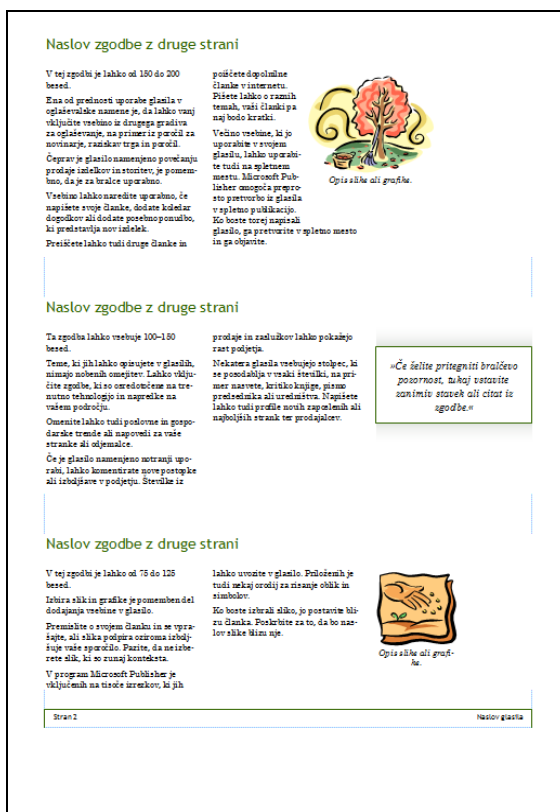 Naslov zgodbe z druge strani
V tej zgodbi je lahko od 150 do 200
besed.
Ena od prednosti uporabe glasila v
oglaševalske namene je, da lahko vanj
vključite vsebino iz drugega gradiva
za oglaševanje, na primer iz poročil za
novinarje, raziskav trga in poročil.
Čeprav je glasilo namenjeno povečanju
prodaje izdelkov in storitev, je pomem-
bno, da je za bralce uporabno.
Vsebino lahko naredite uporabno, če
napišete svoje članke, dodate koledar
dogodkov ali dodate posebno ponudbo,
ki predstavlja nov izdelek.
Preiščete lahko tudi druge članke in
poiščete dopolnilne
članke v internetu.
Pišete lahko o raznih
temah, vaši članki pa
naj bodo kratki.
Večino vsebine, ki jo
uporabite v svojem
glasilu, lahko uporabi-
te tudi na spletnem
mestu. Microsoft Pub-
lisher omogoča prepro-
sto pretvorbo iz glasila
v spletno publikacijo.
Ko boste torej napisali
glasilo, ga pretvorite v spletno mesto
in ga objavite.
Opis slike ali grafike.
Naslov zgodbe z druge strani
Ta zgodba lahko vsebuje 100–150
besed.
Teme, ki jih lahko opisujete v glasilih,
nimajo nobenih omejitev. Lahko vklju-
čite zgodbe, ki so osredotočene na tre-
nutno tehnologijo in napredke na
vašem področju.
Omenite lahko tudi poslovne in gospo-
darske trende ali napovedi za vaše
stranke ali odjemalce.
Če je glasilo namenjeno notranji upo-
rabi, lahko komentirate nove postopke
ali izboljšave v podjetju. Številke iz
prodaje in zaslužkov lahko pokažejo
rast podjetja.
Nekatera glasila vsebujejo stolpec, ki
se posodablja v vsaki številki, na pri-
mer nasvete, kritiko knjige, pismo
predsednika ali uredništva. Napišete
lahko tudi profile novih zaposlenih ali
najboljših strank ter prodajalcev.
»Če želite pritegniti bralčevo
pozornost, tukaj vstavite
zanimiv stavek ali citat iz
zgodbe.«
Naslov zgodbe z druge strani
V tej zgodbi je lahko od 75 do 125
besed.
Izbira slik in grafike je pomemben del
dodajanja vsebine v glasilo.
Premislite o svojem članku in se vpra-
šajte, ali slika podpira oziroma izbolj-
šuje vaše sporočilo. Pazite, da ne izbe-
rete slik, ki so zunaj konteksta.
V program Microsoft Publisher je
vključenih na tisoče izrezkov, ki jih
lahko uvozite v glasilo. Priloženih je
tudi nekaj orodij za risanje oblik in
simbolov.
Ko boste izbrali sliko, jo postavite bli-
zu članka. Poskrbite za to, da bo nas-
lov slike blizu nje.
Opis slike ali grafi-
ke.
Stran 2
Naslov glasila